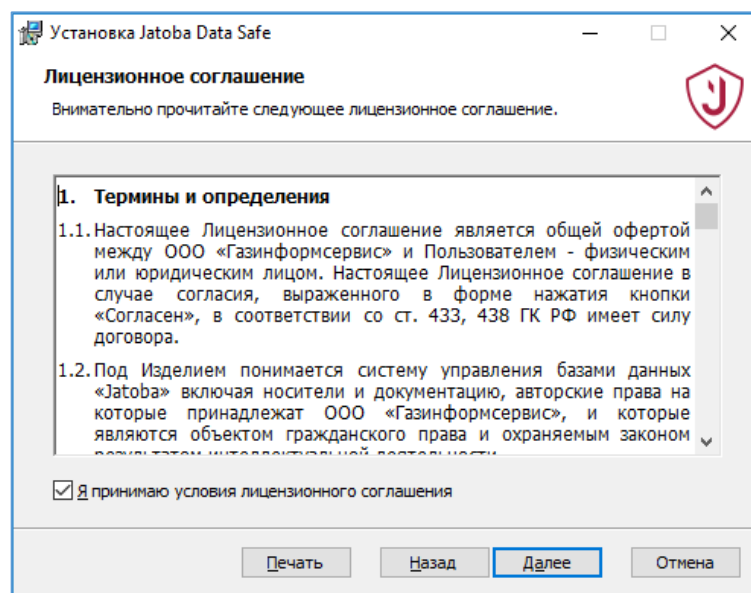 Установка Jatoba Data Safe
Лицензионное соглашение
Внимательно прочитайте следующее лицензионное соглашение.
1. Термины и определения
1.1. Настоящее Лицензионное соглашение является общей офертой
между ООО «Газинформсервис» и Пользователем - физическим
или юридическим лицом. Настоящее Лицензионное соглашение в
случае согласия, выраженного в форме нажатия кнопки
«Согласен», в соответствии со ст. 433, 438 ГК РФ имеет силу
договора.
1.2. Под Изделием понимается систему управления базами данных
«Jatoba» включая носители и документацию, авторские права на
которые принадлежат ООО «Газинформсервис», и которые
являются объектом гражданского права и охраняемым законом
результатом интеллектуальной деятельности.
Я принимаю условия лицензионного соглашения
Печать Назад Далее Отмена